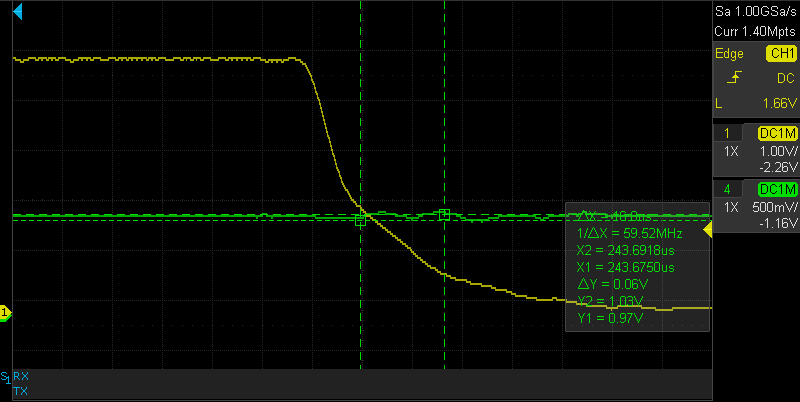 Sa 1.00GSa/s
Curr 1.40Mpts
Edge CH1
DC
L 1.66V
1 DC1M
1X 1.00V/
-2.26V
4 DC1M
1X 500mV/
-1.16V
1/ΔX = 59.52MHz
X2 = 243.6918us
X1 = 243.6750us
ΔY = 0.06V
Y2 = 1.03V
Y1 = 0.97V
1
S1 RX
TX